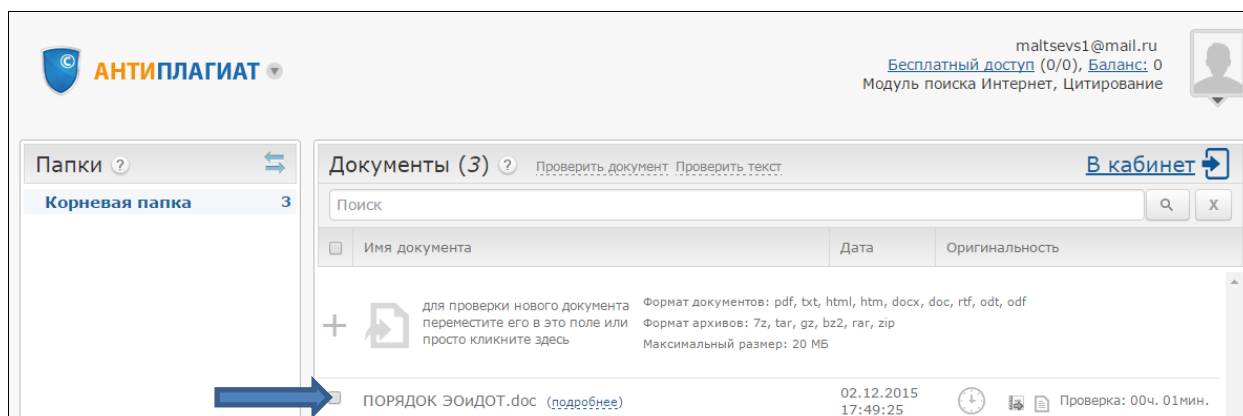 maltsevs1@mail.ru
Бесплатный доступ (0/0), Баланс: 0
Модуль поиска Интернет, Цитирование
© АНТИПЛАГИАТ
Папки ?
Корневая папка 3
Документы (3) ? Проверить документ Проверить текст В кабинет
Поиск X
Имя документа Дата Оригинальность
для проверки нового документа
переместите его в это поле или
просто кликните здесь
Формат документов: pdf, txt, html, htm, docx, doc, rtf, odt, odf
Формат архивов: 7z, tar, gz, bz2, rar, zip
Максимальный размер: 20 МБ
ПОРЯДОК ЭОиДОТ.doc (подробнее)
02.12.2015
17:49:25
Проверка: 00ч. 01мин.